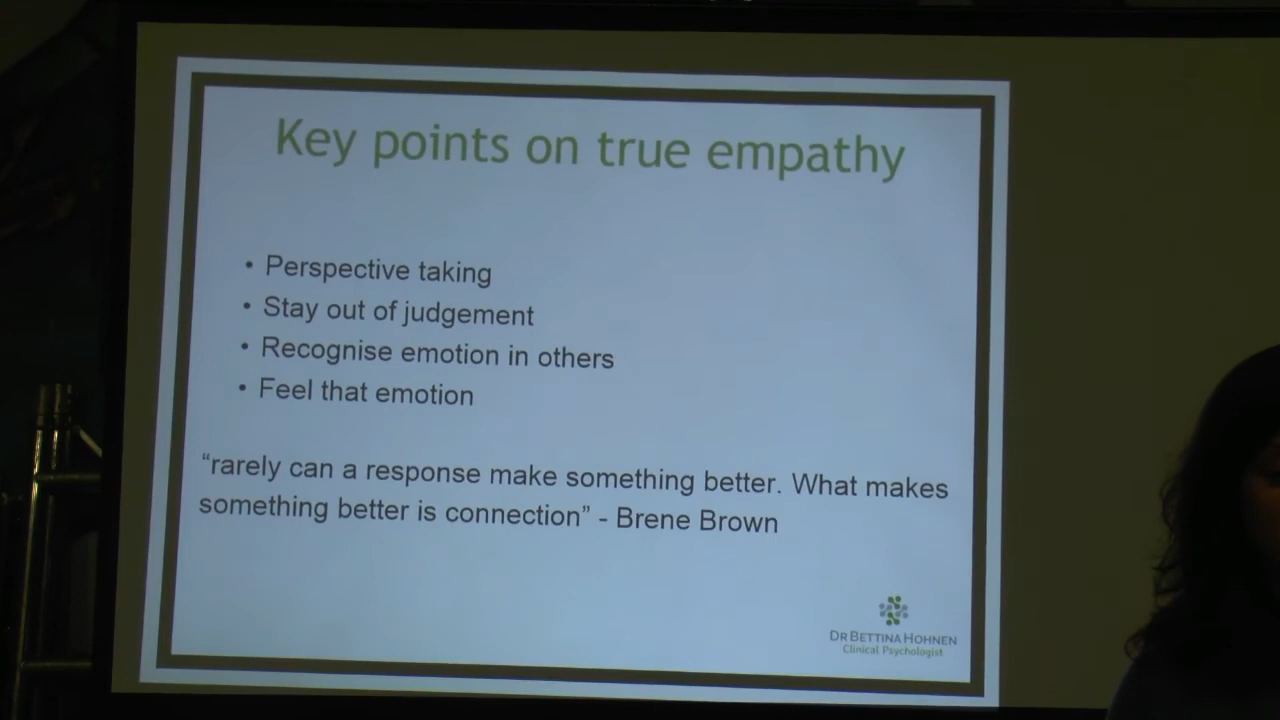 Key points on true empathy
• Perspective taking
• Stay out of judgement
• Recognise emotion in others
• Feel that emotion
“rarely can a response make something better. What makes
something better is connection” - Brene Brown
DR BETTINA HOHNEN
Clinical Psychologist